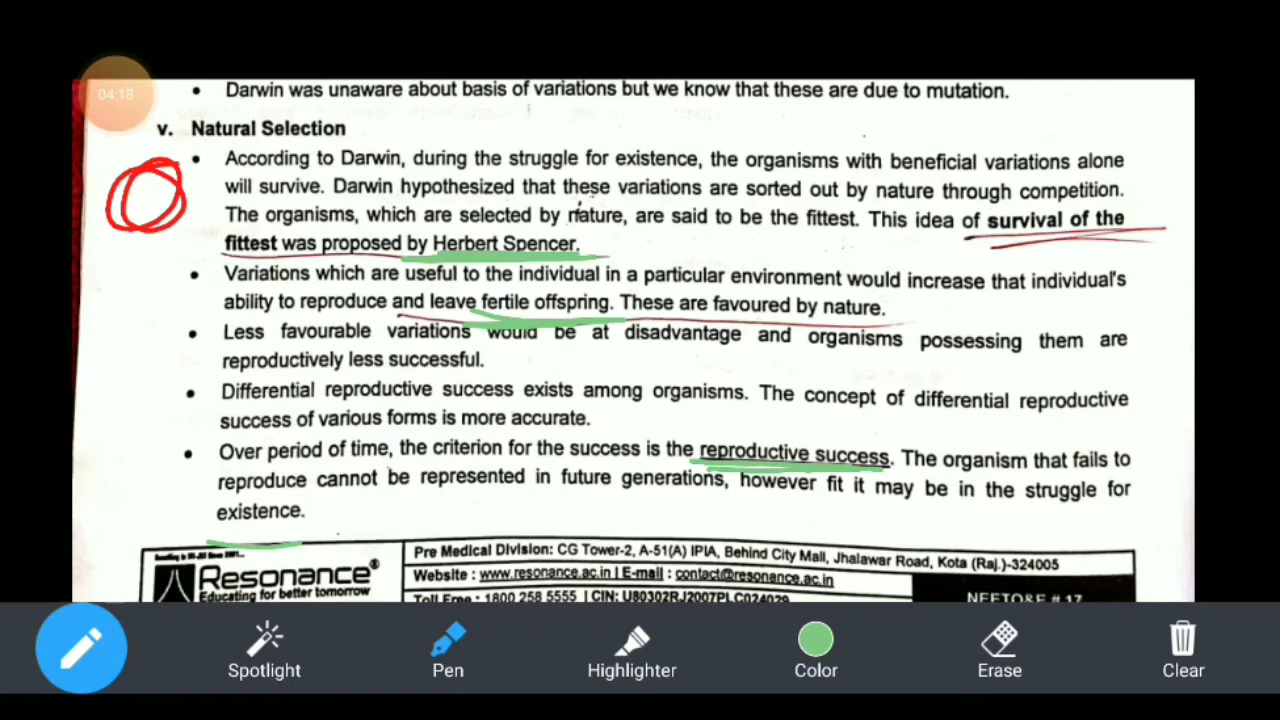 04:18
• Darwin was unaware about basis of variations but we know that these are due to mutation.
v. Natural Selection
• According to Darwin, during the struggle for existence, the organisms with beneficial variations alone
will survive. Darwin hypothesized that these variations are sorted out by nature through competition.
The organisms, which are selected by nature, are said to be the fittest. This idea of survival of the
fittest was proposed by Herbert Spencer.
• Variations which are useful to the individual in a particular environment would increase that individual's
ability to reproduce and leave fertile offspring. These are favoured by nature.
• Less favourable variations would be at disadvantage and organisms possessing them are
reproductively less successful.
• Differential reproductive success exists among organisms. The concept of differential reproductive
success of various forms is more accurate.
• Over period of time, the criterion for the success is the reproductive success. The organism that fails to
reproduce cannot be represented in future generations, however fit it may be in the struggle for
existence.
Resonance®
Educating for better tomorrow
Pre Medical Division: CG Tower-2, A-51(A) IPIA, Behind City Mall, Jhalawar Road, Kota (Raj.)-324005
Website : www.resonance.ac.in | E-mail : contact@resonance.ac.in
Toll Free : 1800 258 5555 | CIN: U80302RJ2007PLC024029
# 17
Spotlight
Pen
Highlighter
Color
Erase
Clear